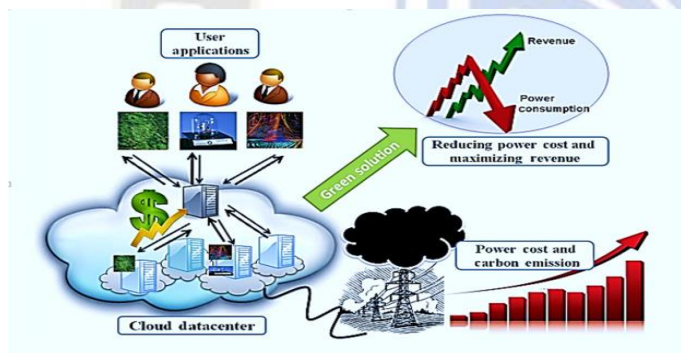 User
applications
Revenue
Power
consumption
Reducing power cost and
maximizing revenue
Green solution
$
Power cost and
carbon emission
Cloud datacenter